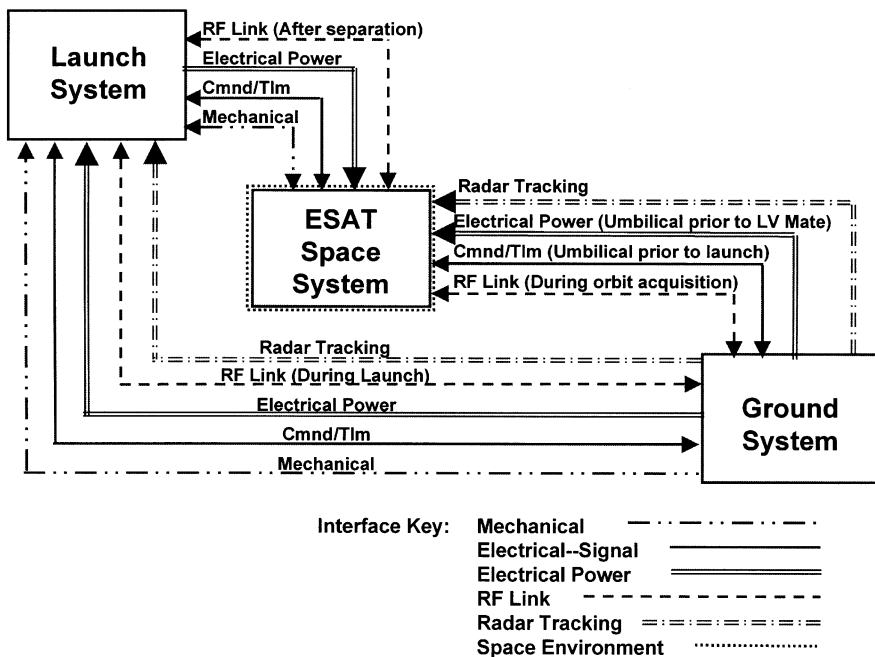 RF Link (After separation)
Launch
System
Electrical Power
Cmnd/Tlm
Mechanical
ESAT
Space
System
Radar Tracking
Electrical Power (Umbilical prior to LV Mate)
Cmnd/Tlm (Umbilical prior to launch)
RF Link (During orbit acquisition)
Radar Tracking
RF Link (During Launch)
Electrical Power
Cmnd/Tlm
Mechanical
Ground
System
Interface Key:
Mechanical
Electrical--Signal
Electrical Power
RF Link
Radar Tracking
Space Environment